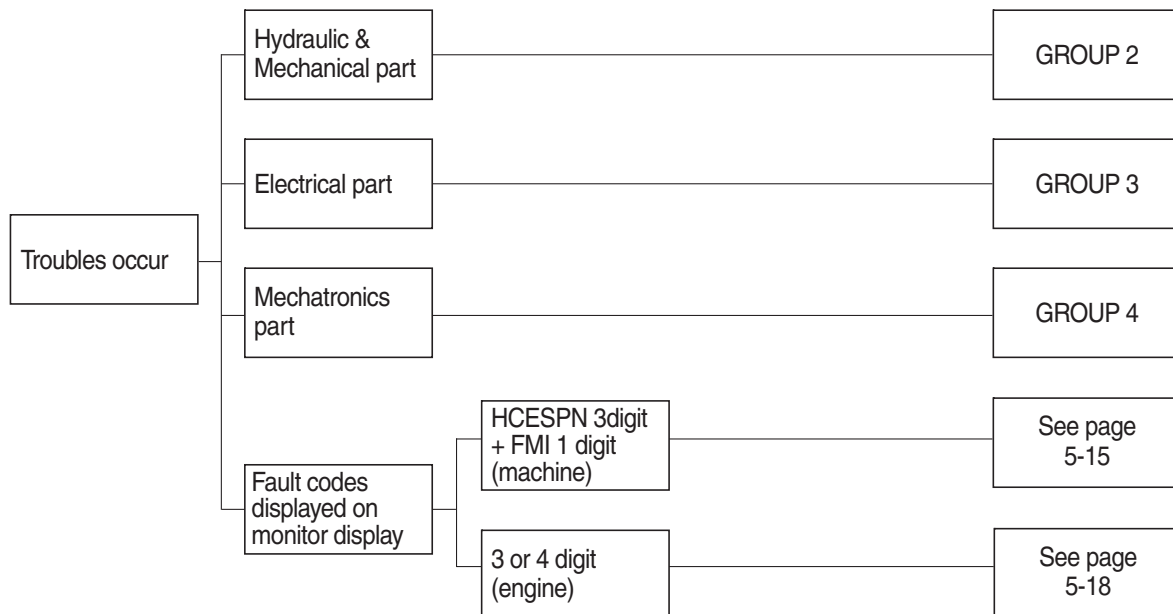 Hydraulic &
Mechanical part
GROUP 2
Electrical part
GROUP 3
Troubles occur
Mechatronics
part
GROUP 4
HCESPN 3digit
+ FMI 1 digit
(machine)
See page
5-15
Fault codes
displayed on
monitor display
3 or 4 digit
(engine)
See page
5-18